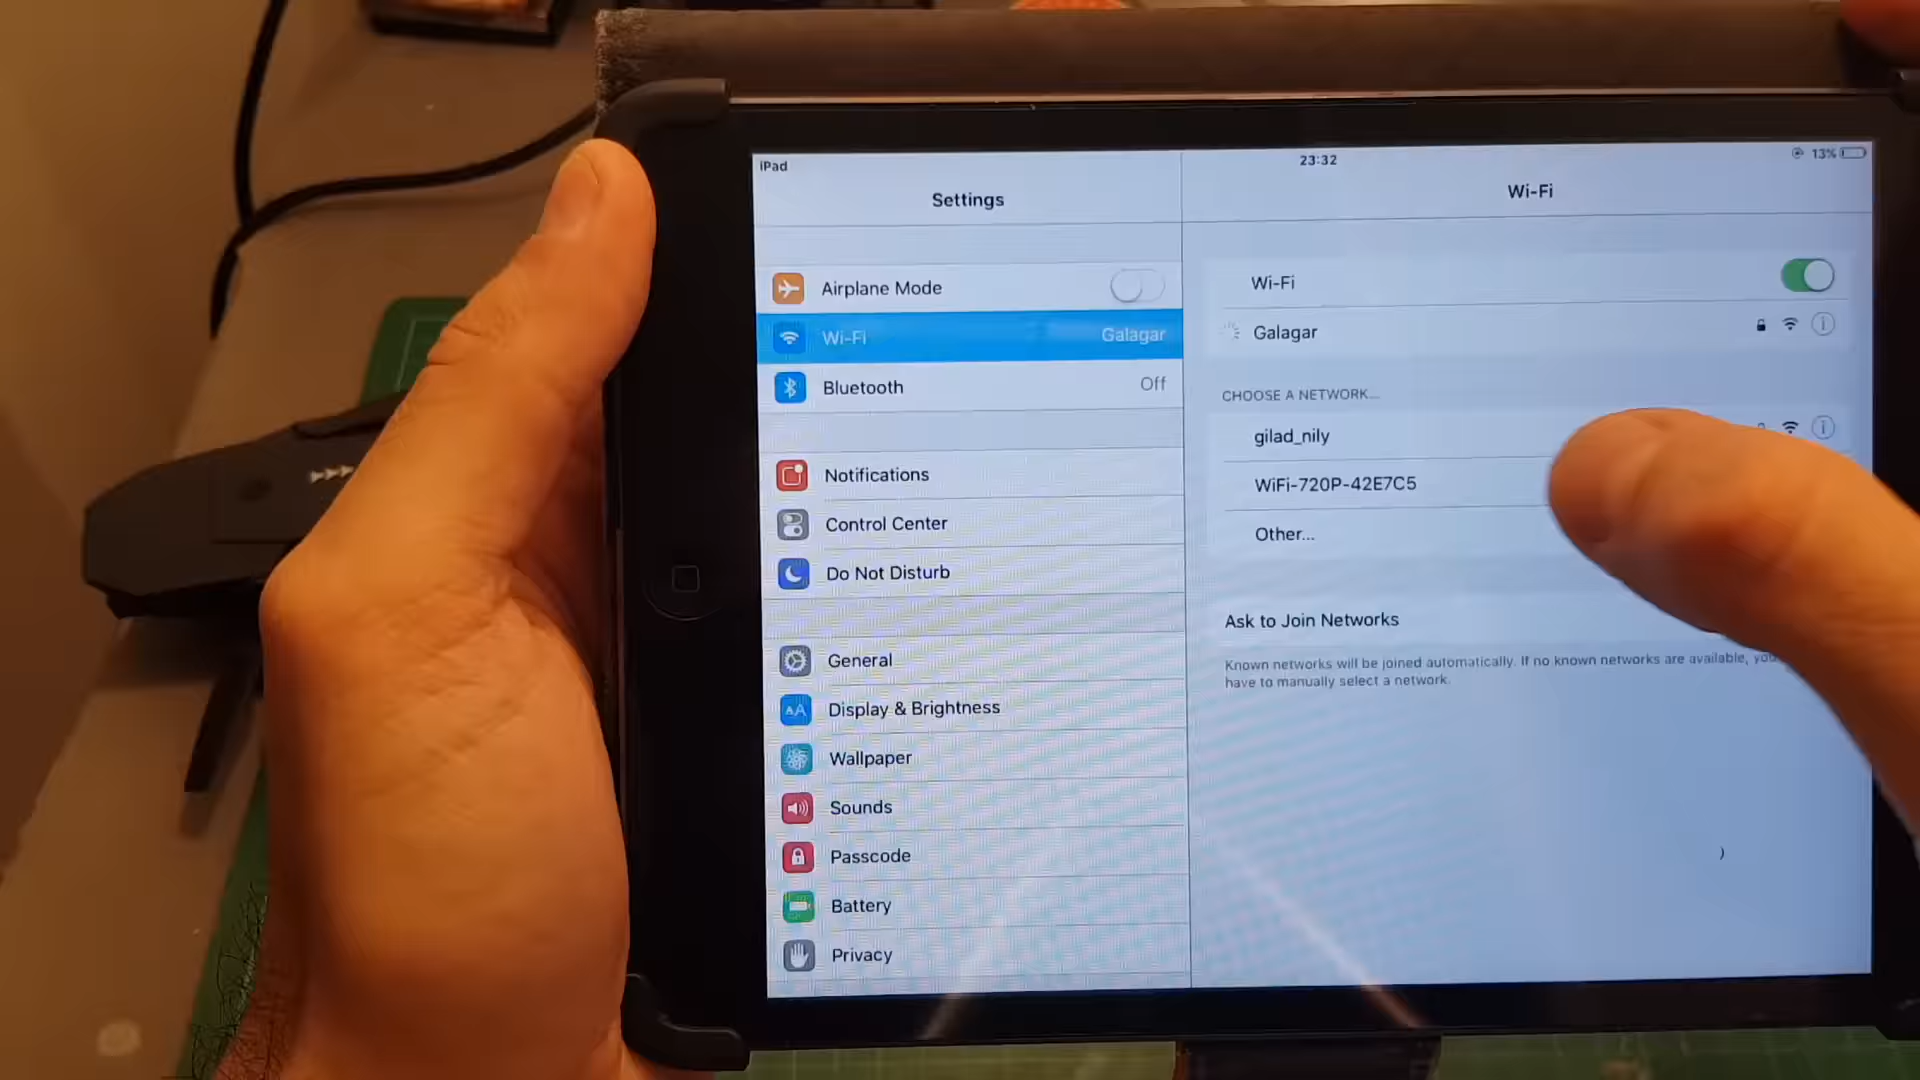 iPad
23:32
13%
Settings
Wi-Fi
Airplane Mode
Wi-Fi
Galagar
Bluetooth
Off
Notifications
Control Center
Do Not Disturb
General
AA
Display & Brightness
Wallpaper
Sounds
Passcode
Battery
Privacy
Wi-Fi
Galagar
CHOOSE A NETWORK...
gilad_nily
WiFi-720P-42E7C5
Other...
Ask to Join Networks
Known networks will be joined automatically. If no known networks are available, you
have to manually select a network.